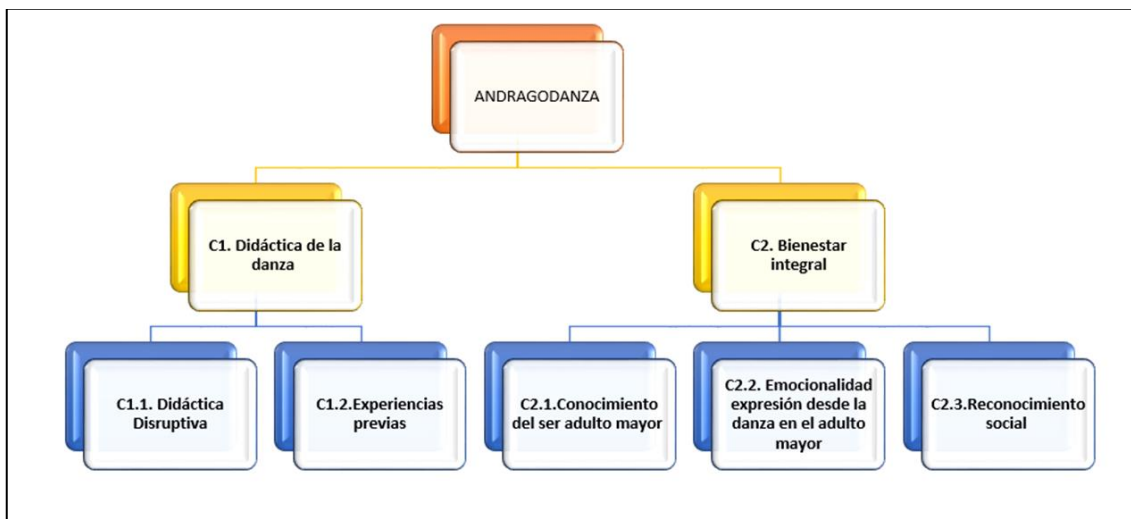 ANDRAGODANZA
C1. Didáctica de la
danza
C2. Bienestar
integral
C1.1. Didáctica
Disruptiva
C1.2.Experiencias
previas
C2.1.Conocimiento
del ser adulto mayor
C2.2. Emocionalidad
expresión desde la
danza en el adulto
mayor
C2.3.Reconocimiento
social